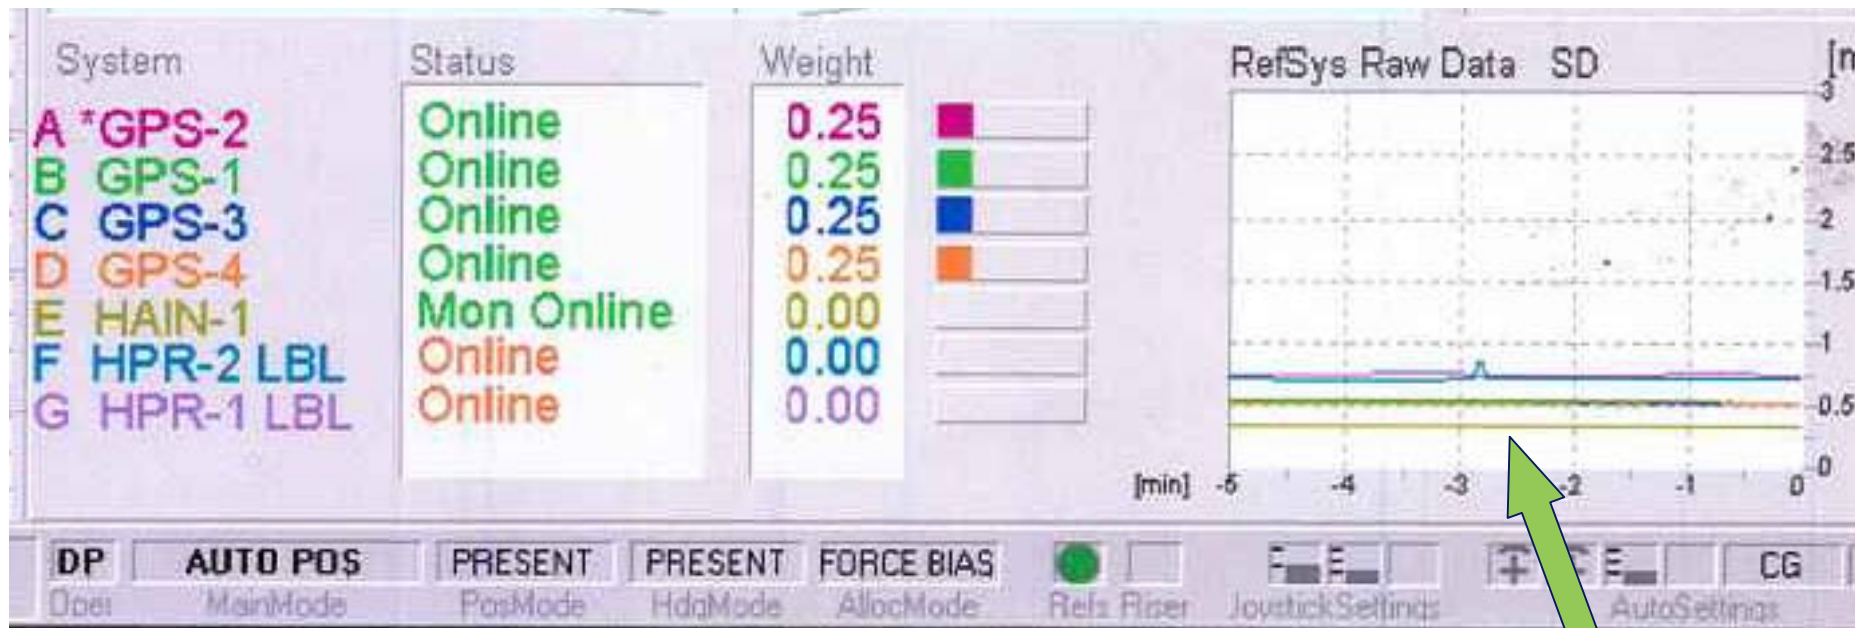 System Status Weight RefSys Raw Data SD
A *GPS-2 Online 0.25
B GPS-1 Online 0.25
C GPS-3 Online 0.25
D GPS-4 Online 0.25
E HAIN-1 Mon Online 0.00
F HPR-2 LBL Online 0.00
G HPR-1 LBL Online 0.00
3
2.5
2
1.5
1
0.5
0
[min] -5 -4 -3 -2 -1 0
DP AUTO POS PRESENT PRESENT FORCE BIAS CG
Oper MainMode PosMode HdgMode AllocMode Refs Riser JoystickSettings AutoSettings